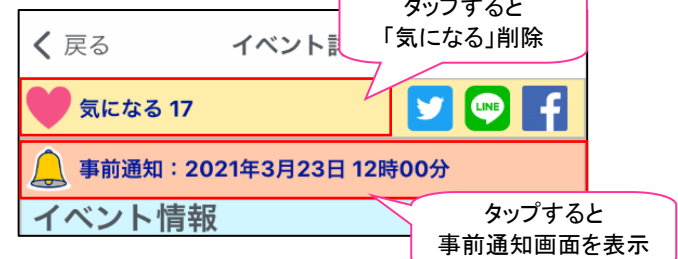 タップすると
「気になる」削除
戻る
イベント詳
気になる 17
LINE
事前通知：2021年3月23日 12時00分
イベント情報
タップすると
事前通知画面を表示